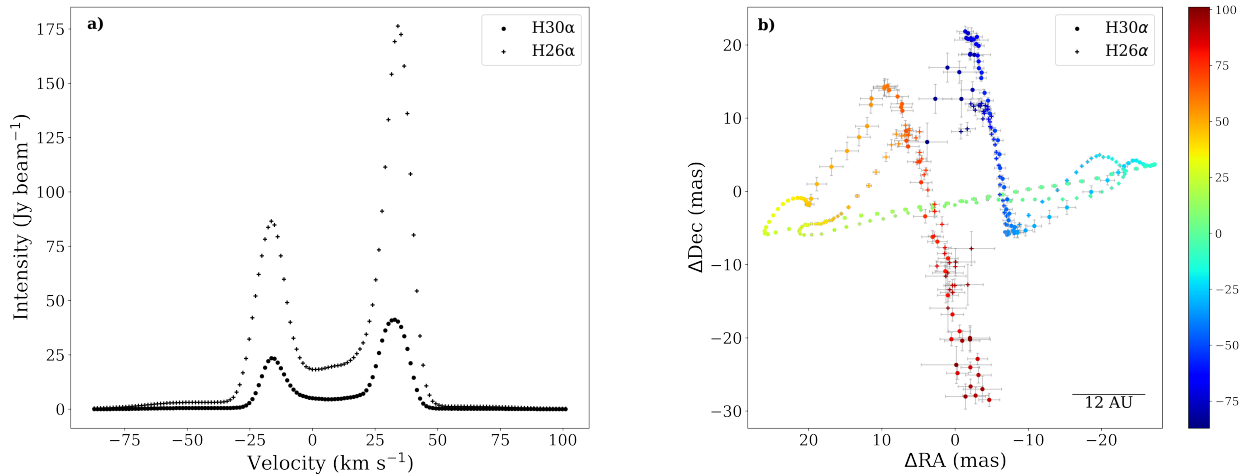 a)
H30α
H26α
175
150
125
100
75
50
25
0
Intensity (Jy beam⁻¹)
−75 −50 −25 0 25 50 75 100
Velocity (km s⁻¹)
b)
H30α
H26α
20
10
0
−10
−20
−30
ΔDec (mas)
12 AU
20 10 0 −10 −20
ΔRA (mas)
100
75
50
25
0
−25
−50
−75